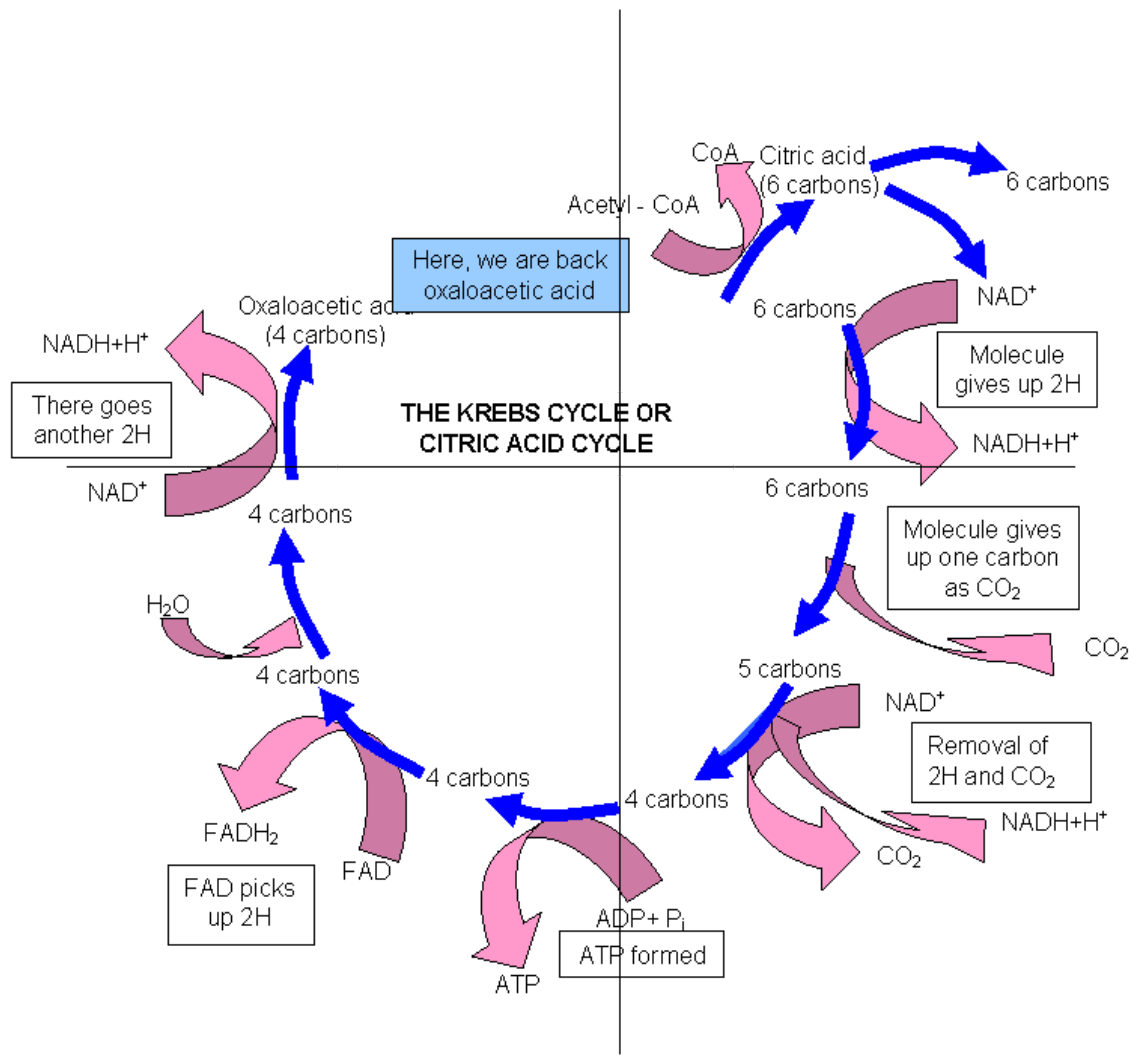 CoA
Citric acid
(6 carbons)
6 carbons
Acetyl - CoA
Here, we are back
oxaloacetic acid
6 carbons
NAD⁺
Molecule
gives up 2H
NADH+H⁺
Oxaloacetic acid
(4 carbons)
NADH+H⁺
There goes
another 2H
NAD⁺
THE KREBS CYCLE OR
CITRIC ACID CYCLE
6 carbons
Molecule gives
up one carbon
as CO₂
CO₂
5 carbons
NAD⁺
Removal of
2H and CO₂
NADH+H⁺
CO₂
4 carbons
ADP+ Pᵢ
ATP formed
ATP
4 carbons
FAD
FADH₂
FAD picks
up 2H
4 carbons
H₂O
4 carbons